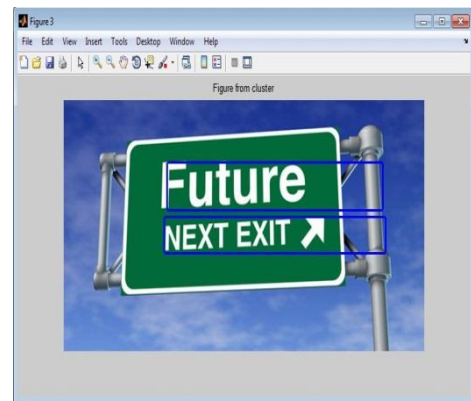 Figure 3
File Edit View Insert Tools Desktop Window Help
Figure from cluster
Future
NEXT EXIT